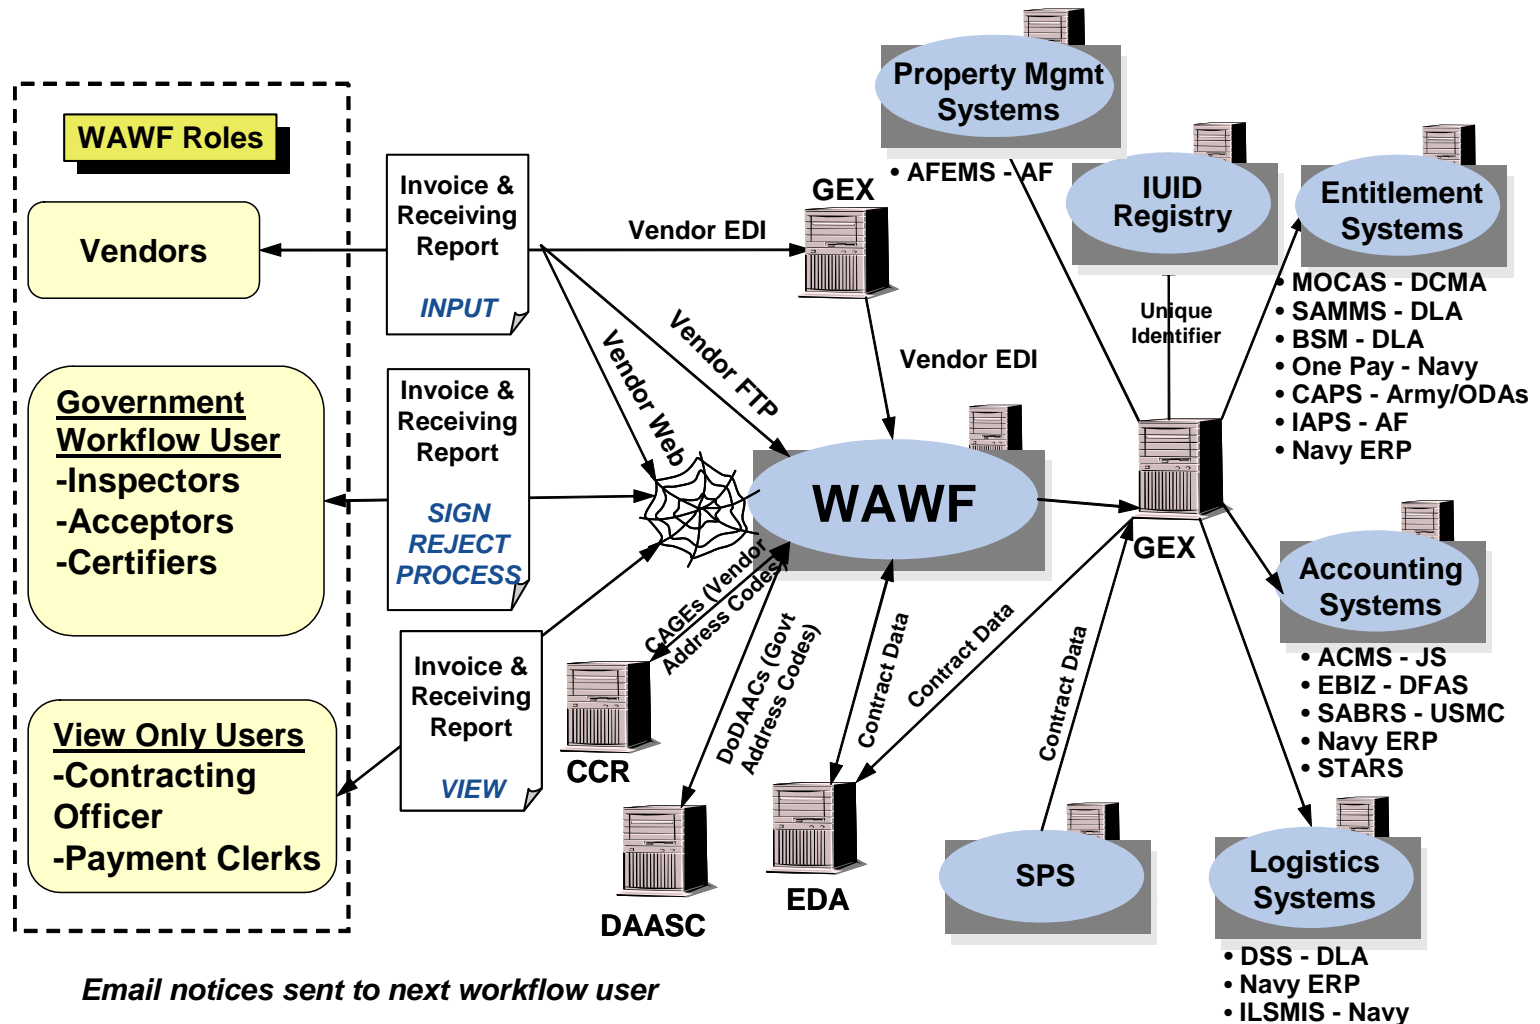 WAWF Roles
Vendors
Government
Workflow User
-Inspectors
-Acceptors
-Certifiers
View Only Users
-Contracting
Officer
-Payment Clerks
Invoice &
Receiving
Report
INPUT
Invoice &
Receiving
Report
SIGN
REJECT
PROCESS
Invoice &
Receiving
Report
VIEW
Vendor EDI
GEX
Vendor FTP
Vendor Web
Vendor EDI
WAWF
CAGEs (Vendor
Address Codes)
DoDAACs (Govt
Address Codes)
Contract Data
Contract Data
Contract Data
CCR
DAASC
EDA
SPS
GEX
Property Mgmt
Systems
• AFEMS - AF
IUID
Registry
Unique
Identifier
Entitlement
Systems
• MOCAS - DCMA
• SAMMS - DLA
• BSM - DLA
• One Pay - Navy
• CAPS - Army/ODAs
• IAPS - AF
• Navy ERP
Accounting
Systems
• ACMS - JS
• EBIZ - DFAS
• SABRS - USMC
• Navy ERP
• STARS
Logistics
Systems
• DSS - DLA
• Navy ERP
• ILSMIS - Navy
Email notices sent to next workflow user